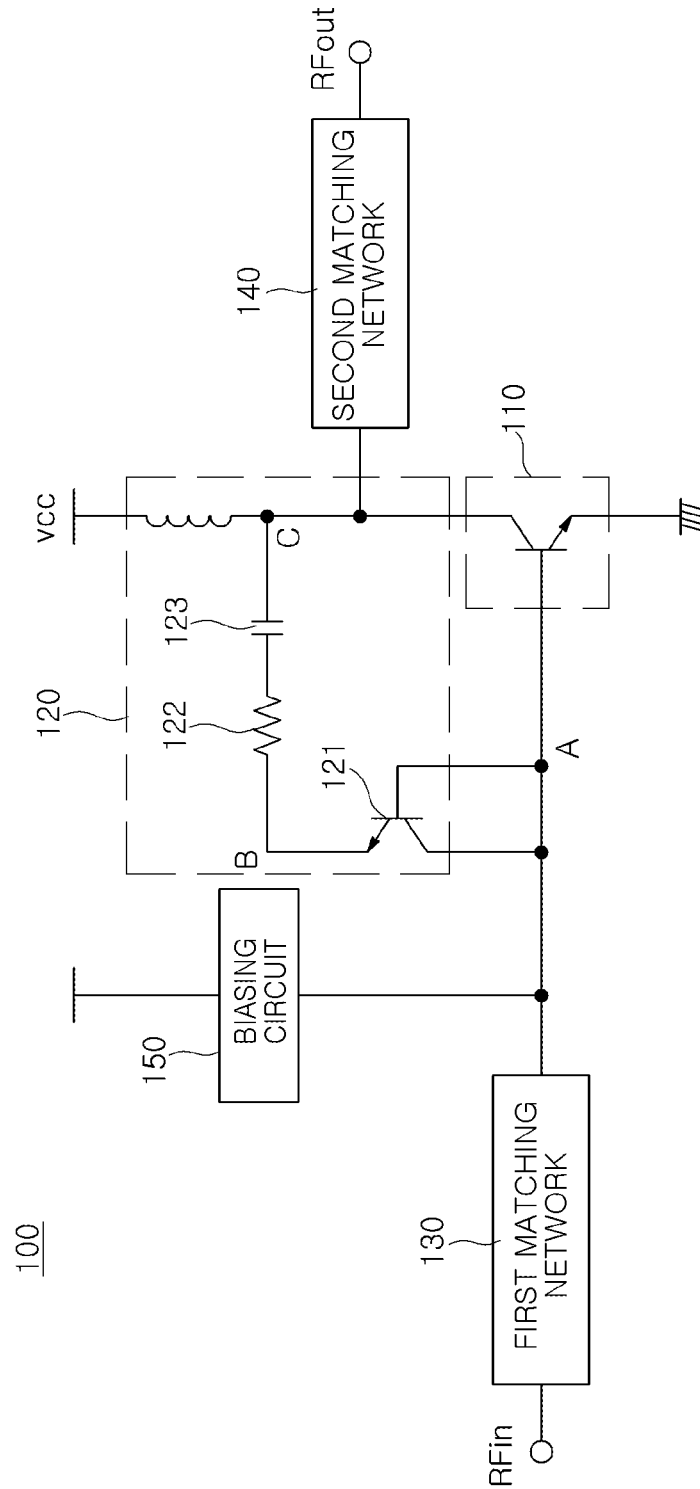 100
vcc
120
123
122
C
B
121
A
110
140
SECOND MATCHING
NETWORK
RFout
150
BIASING
CIRCUIT
130
FIRST MATCHING
NETWORK
RFin